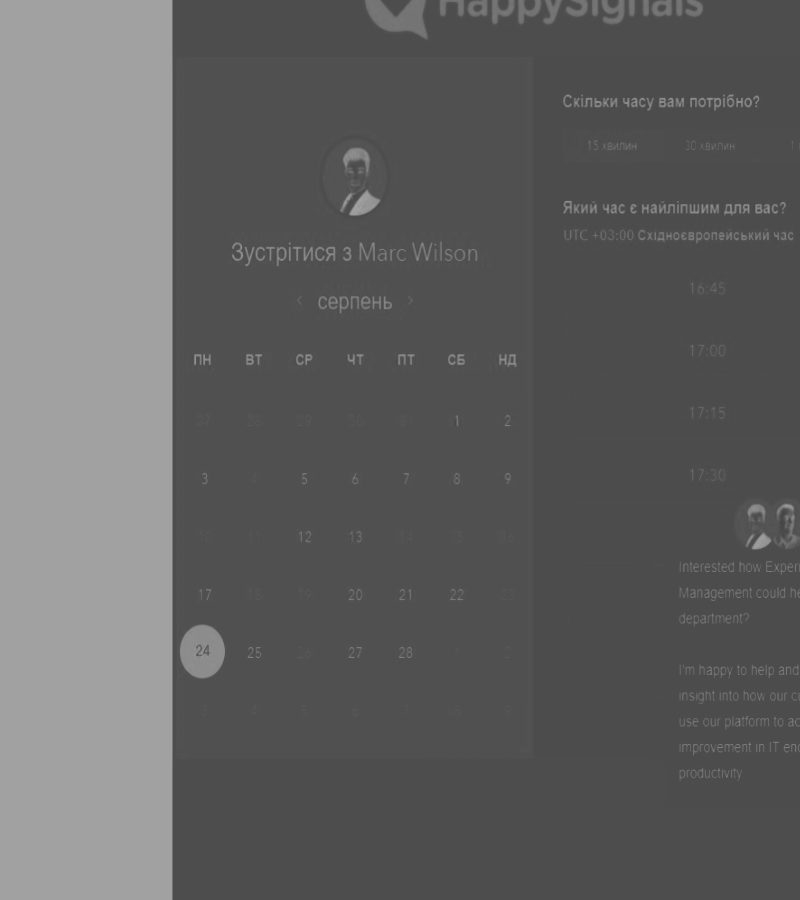 HappySignals
Скільки часу вам потрібно?
15 хвилин 30 хвилин
Зустрітися з Marc Wilson
серпень
ПН ВТ СР ЧТ ПТ СБ НД
27 28 29 30 31 1 2
3 4 5 6 7 8 9
10 11 12 13 14 15 16
17 18 19 20 21 22 23
24 25 26 27 28 1 2
3 4 5 6 7 8 9
Який час є найліпшим для вас?
UTC +03:00 Східноєвропейський час
16:45
17:00
17:15
17:30
Interested how Exper
Management could he
department?
I'm happy to help and
insight into how our c
use our platform to ac
improvement in IT end
productivity